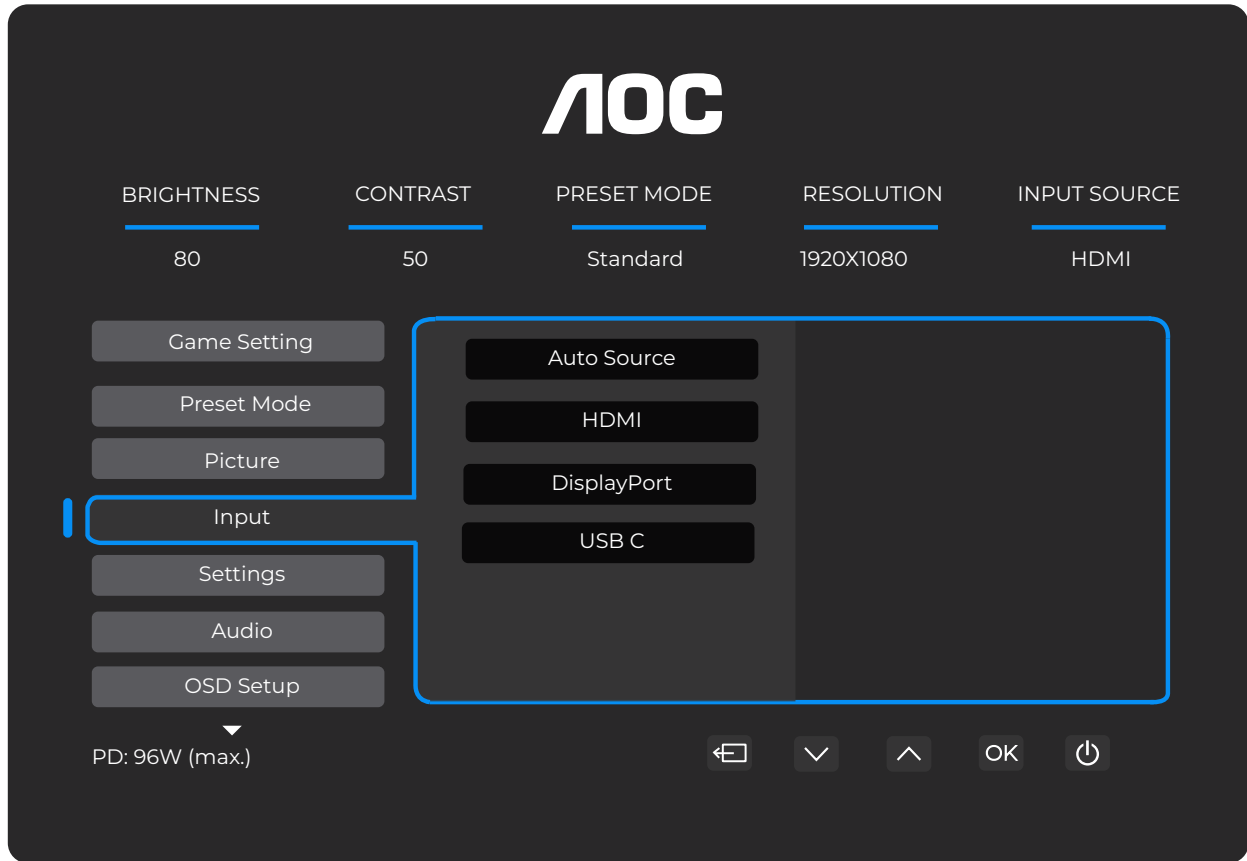 AOC
BRIGHTNESS CONTRAST PRESET MODE RESOLUTION INPUT SOURCE
80 50 Standard 1920X1080 HDMI
Game Setting
Auto Source
Preset Mode
HDMI
Picture
DisplayPort
Input
USB C
Settings
Audio
OSD Setup
PD: 96W (max.)
OK